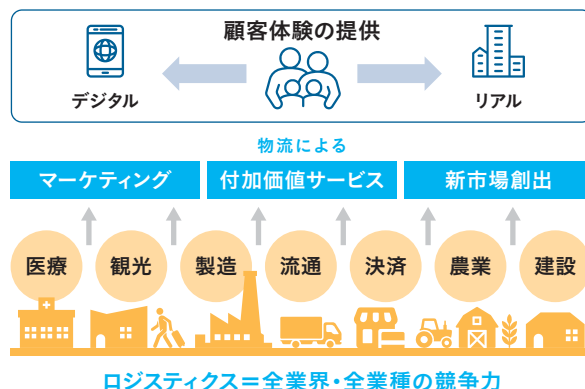 顧客体験の提供
デジタル
リアル
物流による
マーケティング
付加価値サービス
新市場創出
医療
観光
製造
流通
決済
農業
建設
ロジスティクス＝全業界・全業種の競争力